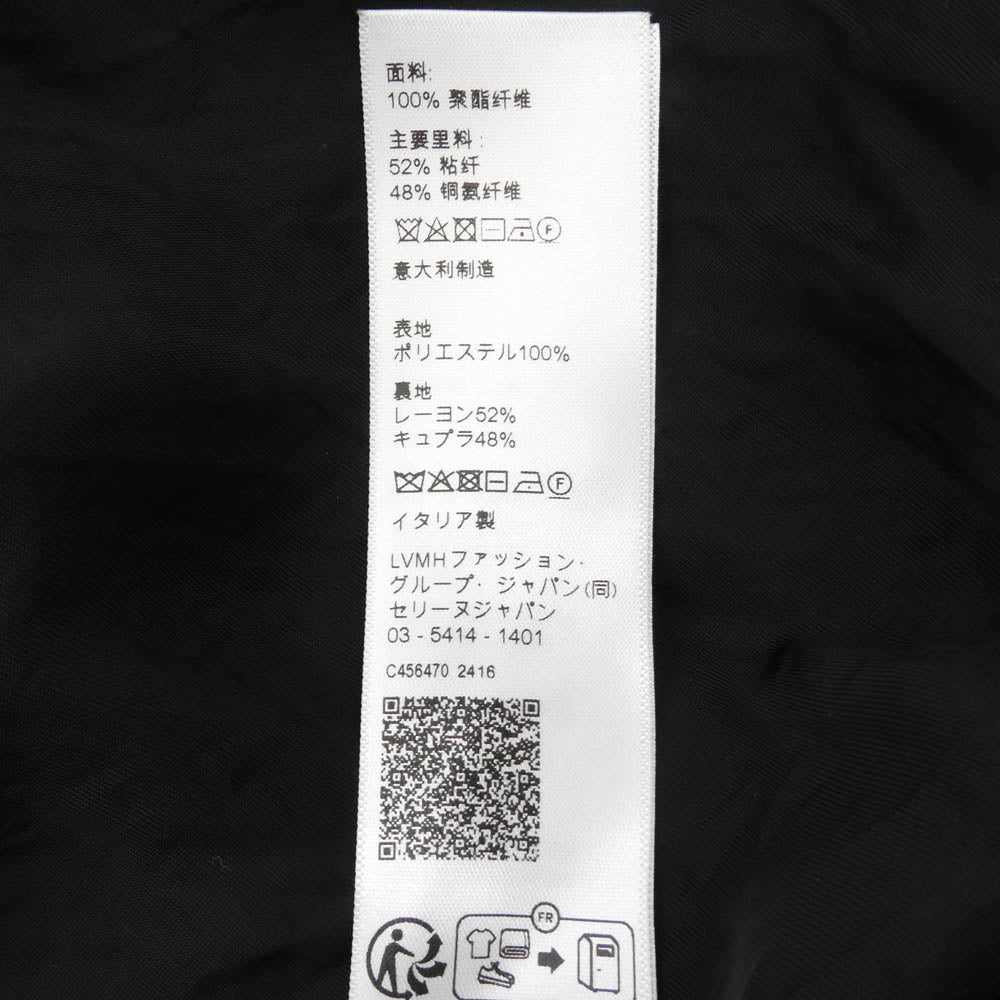 面料:
100% 聚酯纤维
主要里料:
52% 粘纤
48% 铜氨纤维
F
意大利制造
表地
ポリエステル100%
裏地
レーヨン52%
キュプラ48%
F
イタリア製
LVMHファッション・
グループ・ジャパン(同)
セリーヌジャパン
03 - 5414 - 1401
C456470 2416
FR